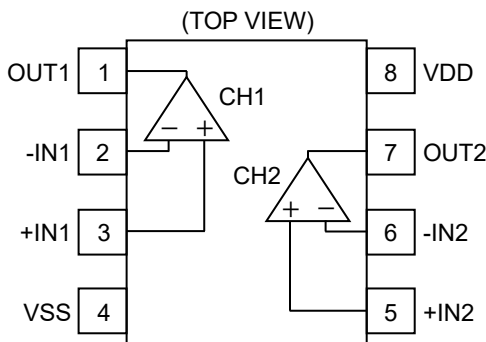 (TOP VIEW)
OUT1 1 8 VDD
CH1
-IN1 2 − + 7 OUT2
CH2
+IN1 3 + − 6 -IN2
VSS 4 5 +IN2